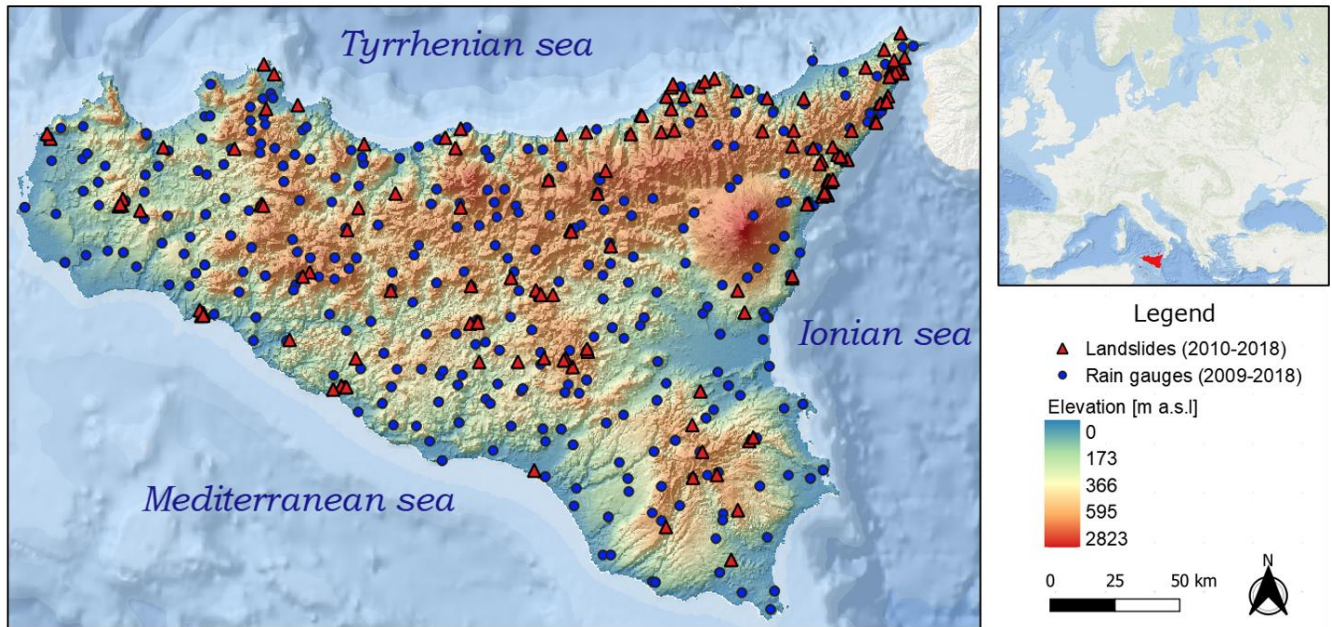 Tyrrhenian sea
Ionian sea
Mediterranean sea
Legend
Landslides (2010-2018)
Rain gauges (2009-2018)
Elevation [m a.s.l]
0
173
366
595
2823
N
0 25 50 km